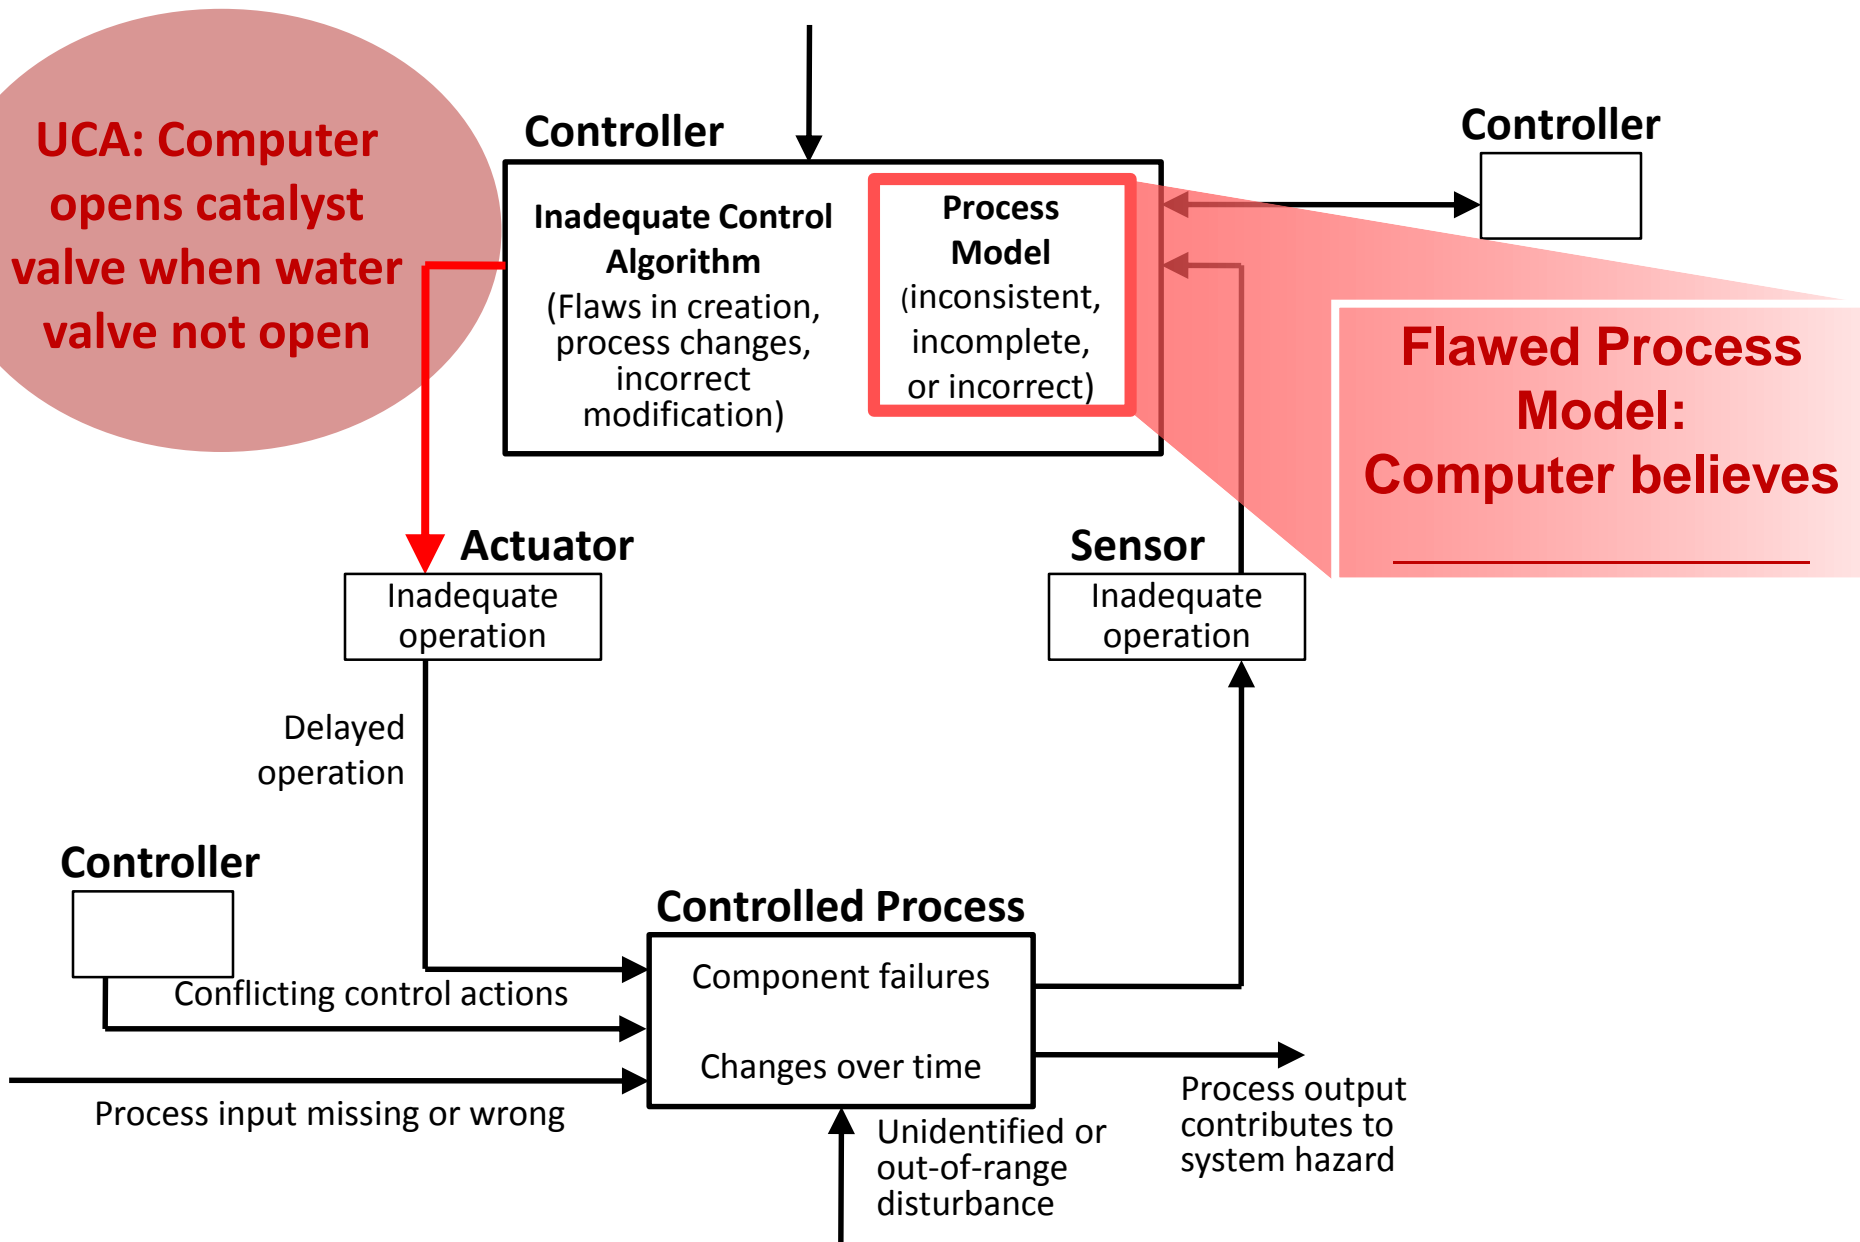 UCA: Computer
opens catalyst
valve when water
valve not open
Controller
Inadequate Control
Algorithm
(Flaws in creation,
process changes,
incorrect
modification)
Process
Model
(inconsistent,
incomplete,
or incorrect)
Controller
Flawed Process
Model:
Computer believes
Actuator
Inadequate
operation
Sensor
Inadequate
operation
Delayed
operation
Controller
Conflicting control actions
Process input missing or wrong
Controlled Process
Component failures
Changes over time
Unidentified or
out-of-range
disturbance
Process output
contributes to
system hazard